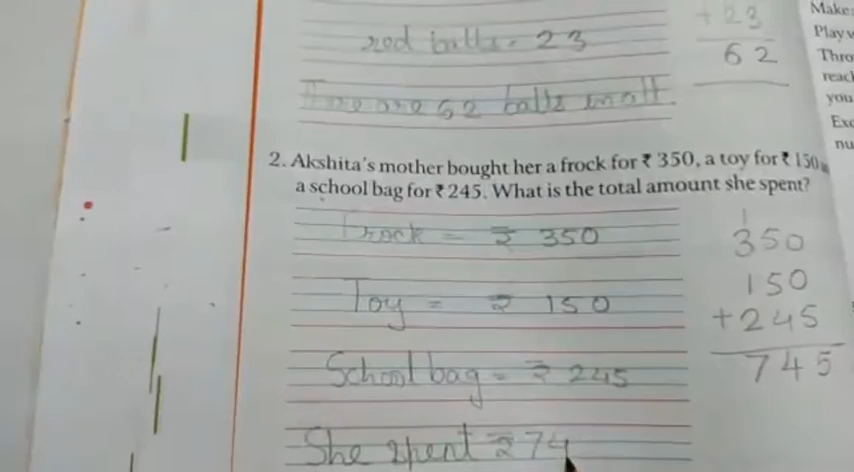 red balls = 23
+ 23
62
There are 62 balls in all.
Make
Play
Thro
reach
you
Exc
nu
2. Akshita's mother bought her a frock for ₹ 350, a toy for ₹ 150,
a school bag for ₹ 245. What is the total amount she spent?
Frock = ₹ 350
Toy = ₹ 150
School bag = ₹ 245
She spent ₹ 74
1
350
150
+ 245
745